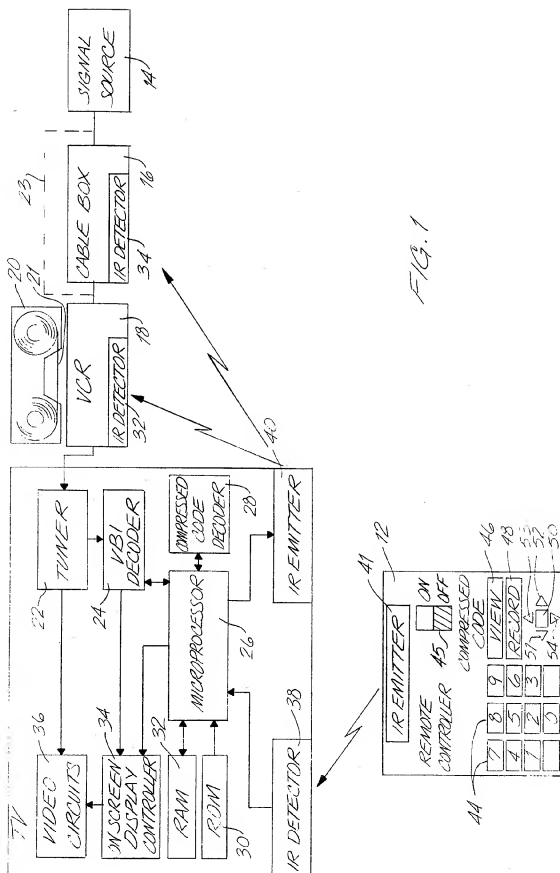 SIGNAL
SOURCE
14
23
CABLE BOX
16
IR DETECTOR
34
20
21
VCR
18
IR DETECTOR
32
40
FIG. 1
TV
TUNER
22
VBI
DECODER
24
COMPRESSED
CODE
DECODER
28
MICROPROCESSOR
26
IR EMITTER
36
VIDEO
CIRCUITS
34
ON SCREEN
DISPLAY
CONTROLLER
32
RAM
ROM
30
IR DETECTOR
38
41
12
IR EMITTER
REMOTE
CONTROLLER
45
ON
OFF
COMPRESSED
CODE
44
7 8 9
VIEW
46
4 5 6
RECORD
48
1 2 3
51
53
52
0
54
50